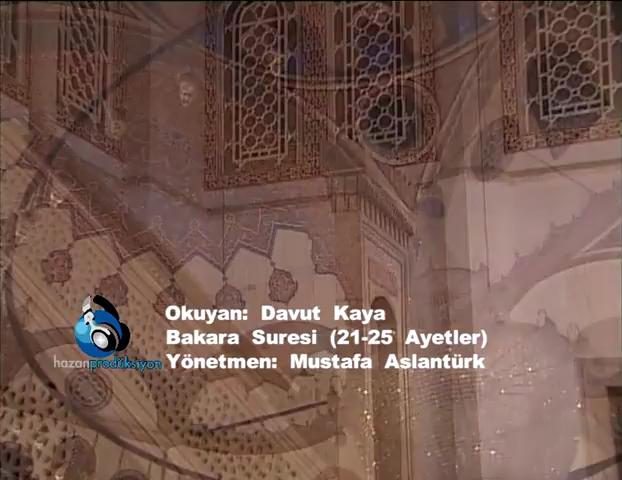 Okuyan: Davut Kaya
Bakara Suresi (21-25 Ayetler)
hazanprodüksiyon Yönetmen: Mustafa Aslantürk